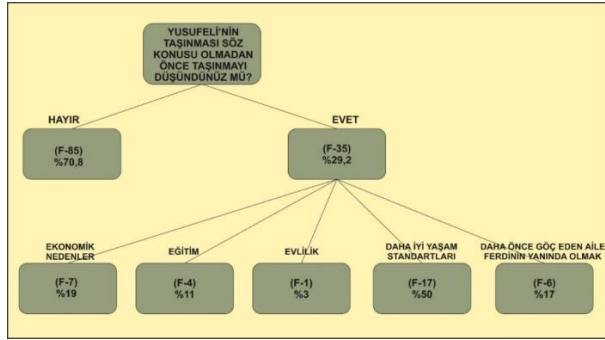 YUSUFELİ'NİN
TAŞINMASI SÖZ
KONUSU OLMADAN
ÖNCE TAŞINMAYI
DÜŞÜNDÜNÜZ MÜ?
HAYIR
EVET
(F-85)
%70,8
(F-35)
%29,2
EKONOMİK
NEDENLER
EĞİTİM
EVLİLİK
DAHA İYİ YAŞAM
STANDARTLARI
DAHA ÖNCE GÖÇ EDEN AİLE
FERDİNİN YANINDA OLMAK
(F-7)
%19
(F-4)
%11
(F-1)
%3
(F-17)
%50
(F-6)
%17